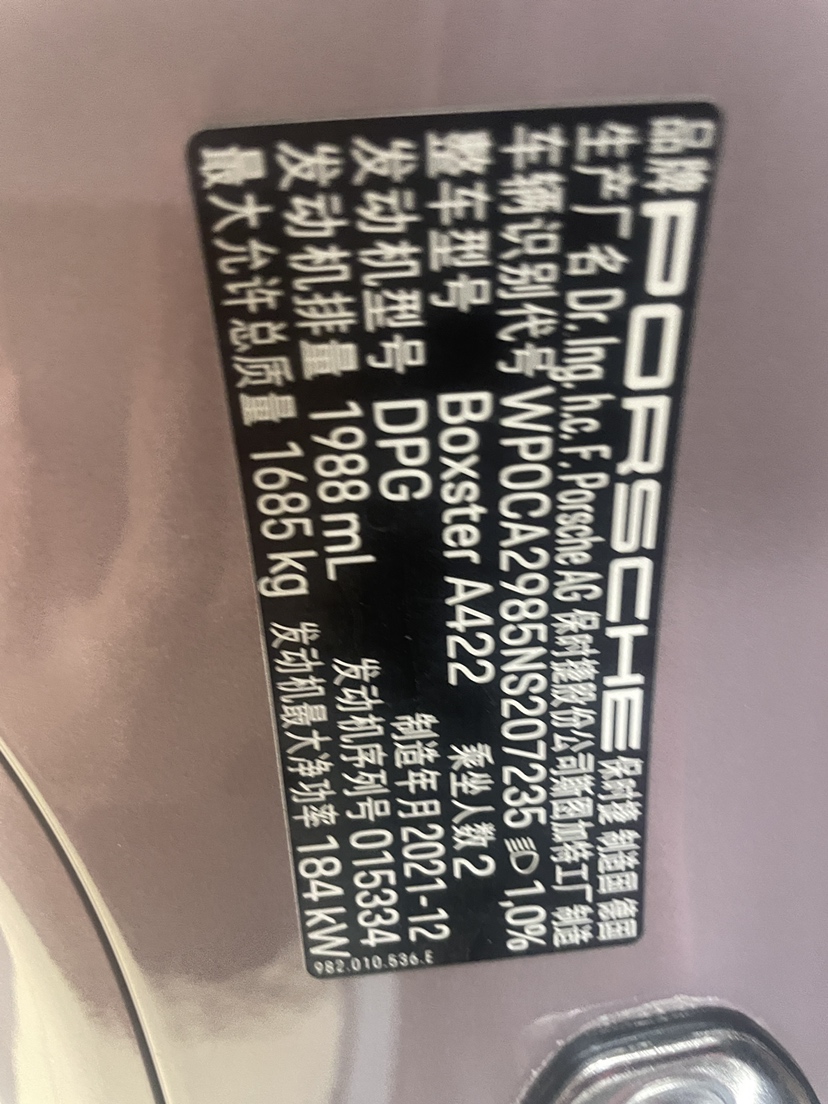 品牌 PORSCHE 保时捷 制造国 德国
生产厂名 Dr. Ing. h.c. F. Porsche AG 保时捷股份公司斯图加特工厂 制造
车辆识别代号 WP0CA2985NS207235 1,0%
整车型号 Boxster A422 乘坐人数 2
发动机型号 DPG 制造年月 2021-12
发动机排量 1988 mL 发动机序列号 015334
最大允许总质量 1685 kg 发动机最大净功率 184 kW
982.010.536.E